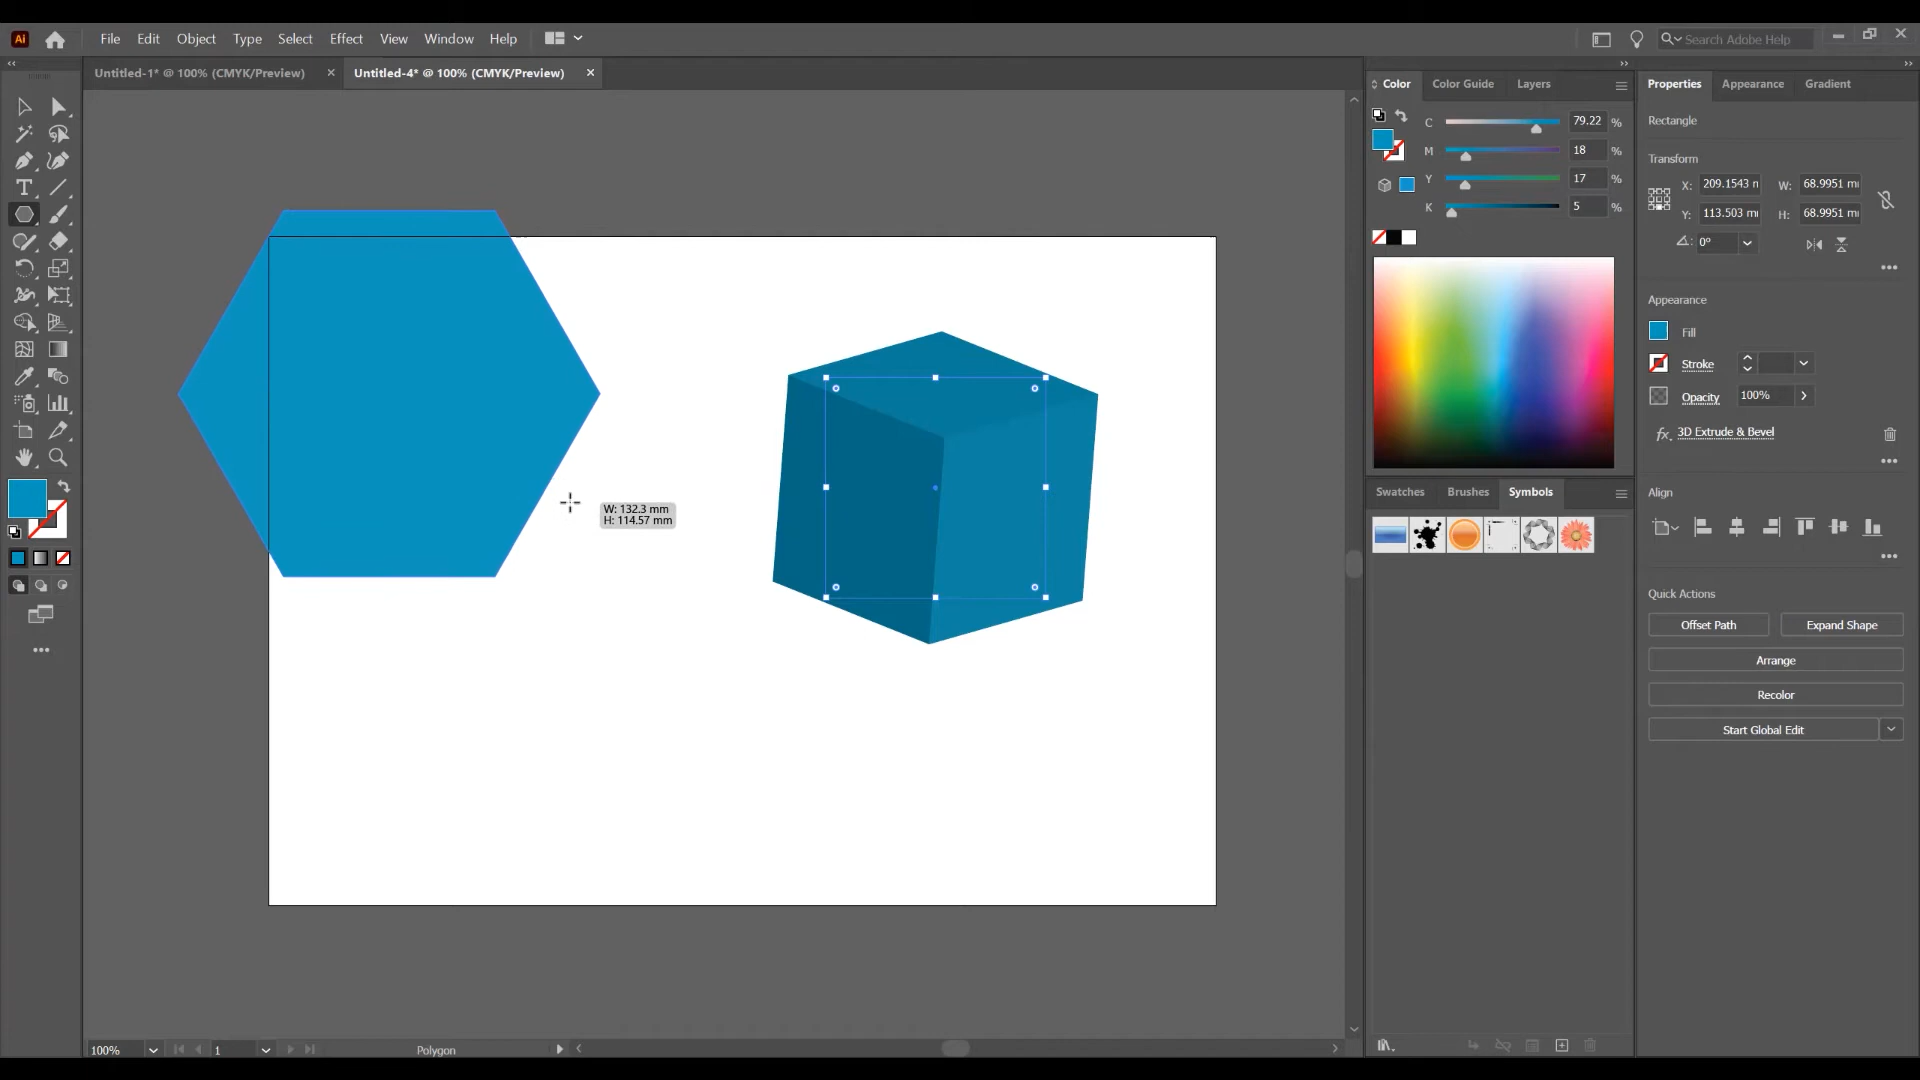 Ai File Edit Object Type Select Effect View Window Help Search Adobe Help
Untitled-1* @ 100% (CMYK/Preview) × Untitled-4* @ 100% (CMYK/Preview) ×
Color Color Guide Layers
C 79.22 %
M 18 %
Y 17 %
K 5 %
Swatches Brushes Symbols
Properties Appearance Gradient
Rectangle
Transform
X: 209.1543 W: 68.9951
Y: 113.503 H: 68.9951
0°
Appearance
Fill
Stroke
Opacity 100%
fx 3D Extrude & Bevel
Align
Quick Actions
Offset Path Expand Shape
Arrange
Recolor
Start Global Edit
W: 132.3 mm
H: 114.57 mm
100% 1 Polygon